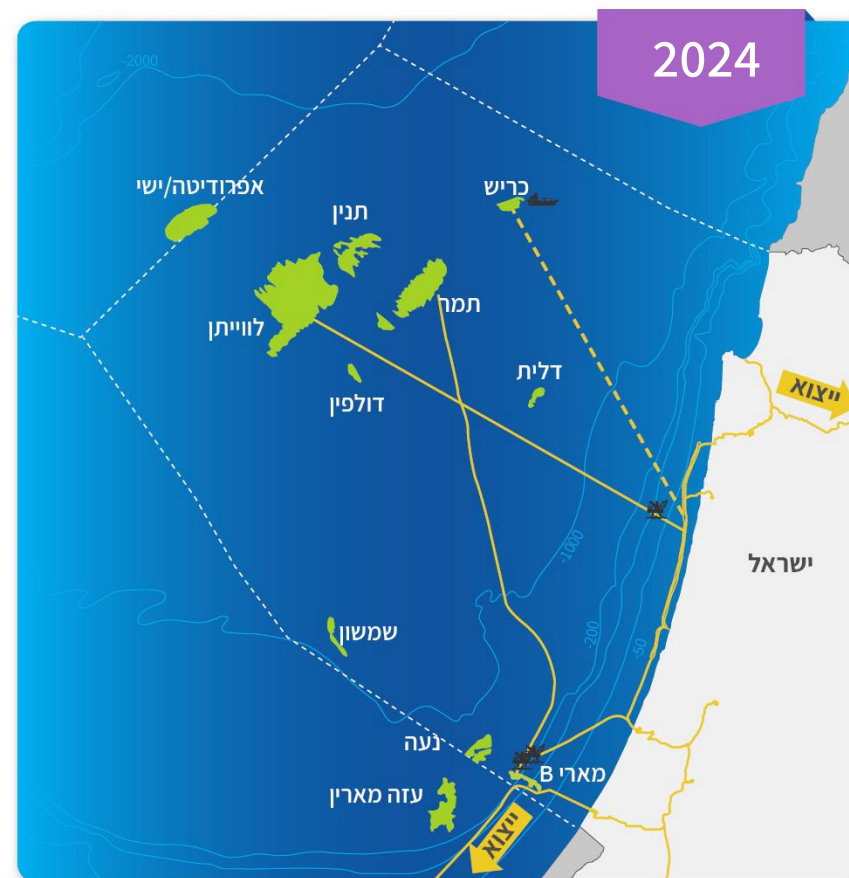 2024
-2000
אפרודיטה/ישי
כריש
תנין
תמר
לווייתן
דלית
דולפין
ייצוא
ישראל
-1000
-200
-50
שמשון
נעה
מארי B
עזה מארין
ייצוא